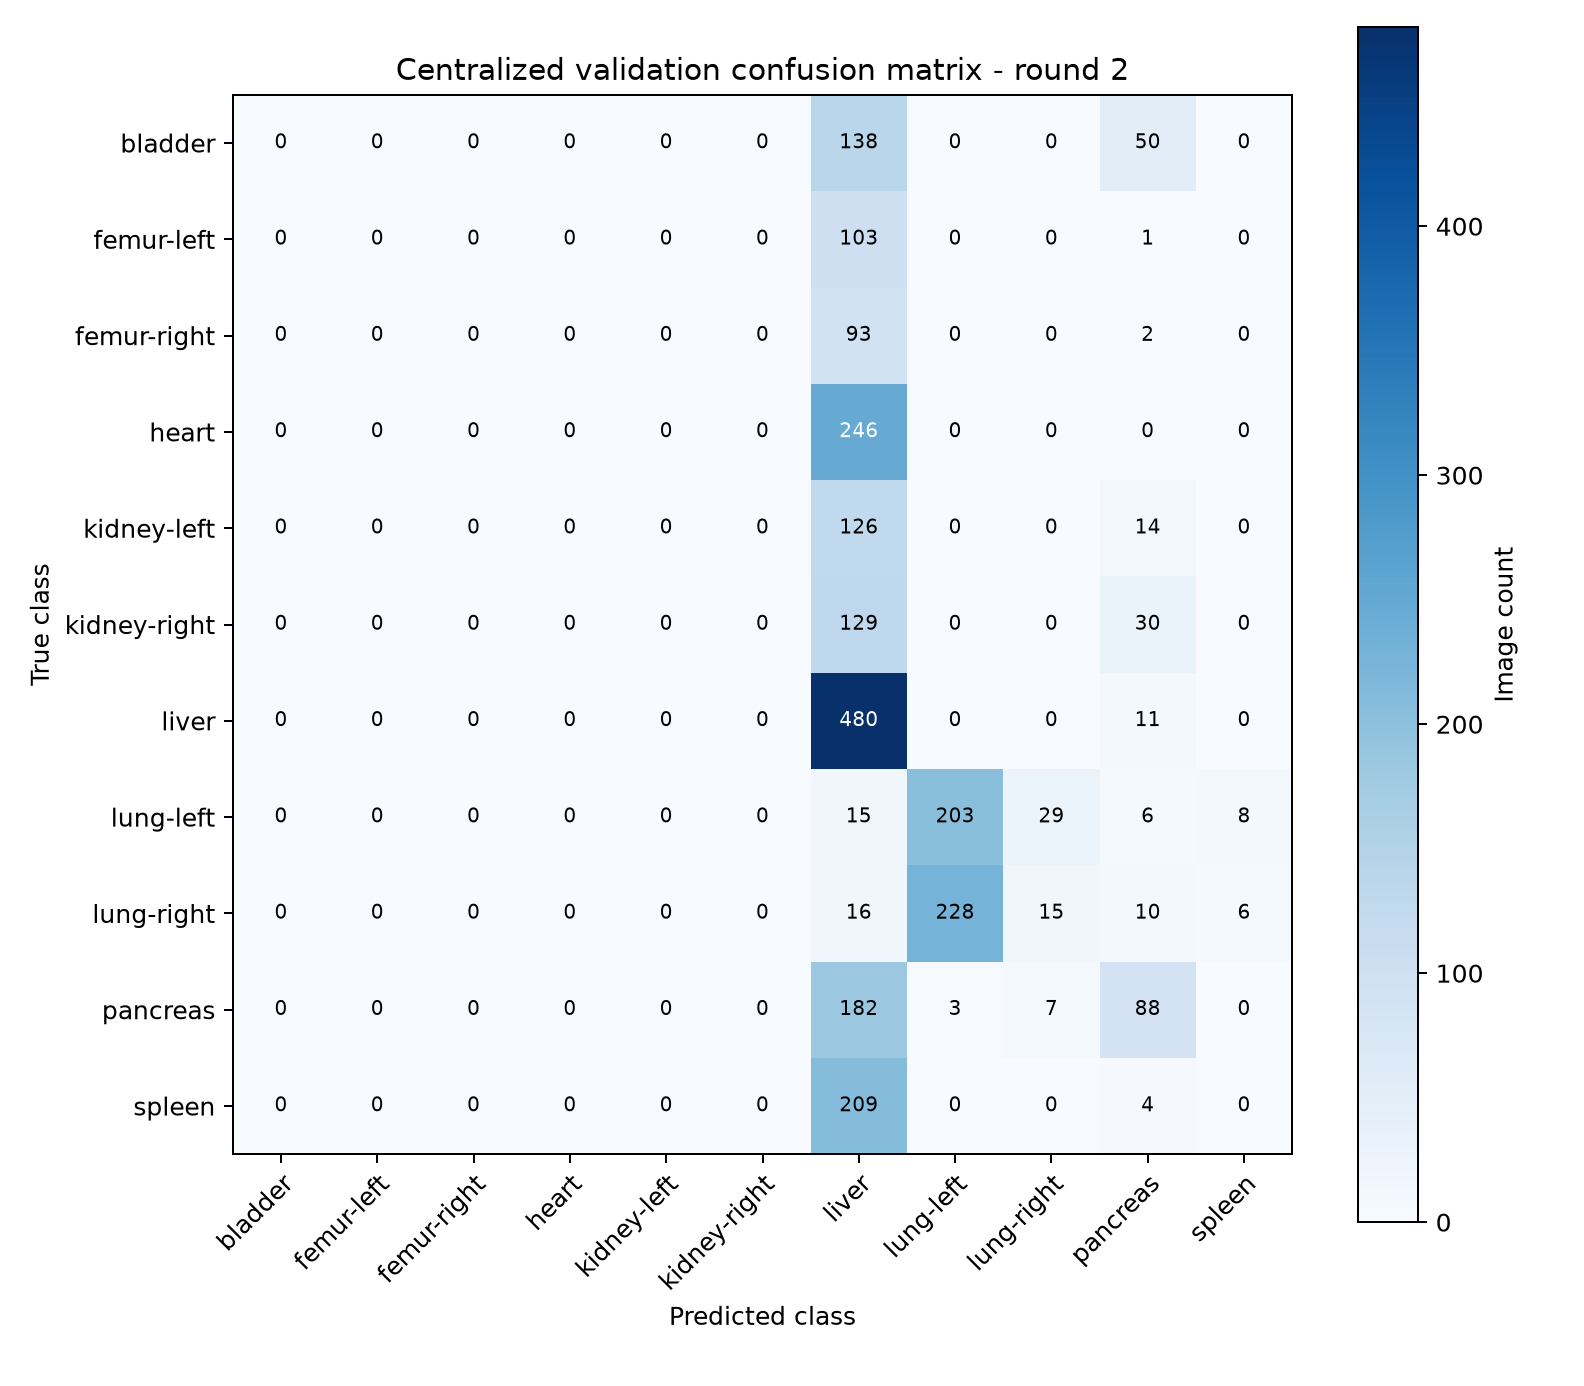 Centralized validation confusion matrix - round 2
bladder 0 0 0 0 0 0 138 0 0 50 0
femur-left 0 0 0 0 0 0 103 0 0 1 0
femur-right 0 0 0 0 0 0 93 0 0 2 0
heart 0 0 0 0 0 0 246 0 0 0 0
kidney-left 0 0 0 0 0 0 126 0 0 14 0
kidney-right 0 0 0 0 0 0 129 0 0 30 0
liver 0 0 0 0 0 0 480 0 0 11 0
lung-left 0 0 0 0 0 0 15 203 29 6 8
lung-right 0 0 0 0 0 0 16 228 15 10 6
pancreas 0 0 0 0 0 0 182 3 7 88 0
spleen 0 0 0 0 0 0 209 0 0 4 0
True class
bladder femur-left femur-right heart kidney-left kidney-right liver lung-left lung-right pancreas spleen
Predicted class
400
300
200
100
0
Image count